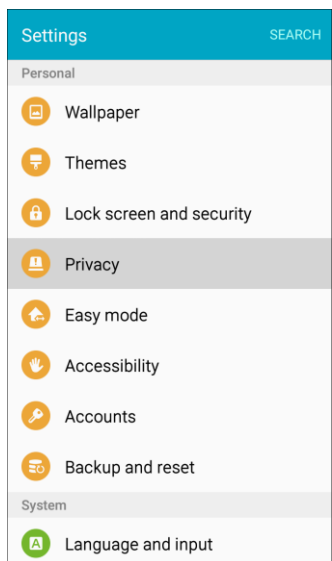 Settings
SEARCH
Personal
Wallpaper
Themes
Lock screen and security
Privacy
Easy mode
Accessibility
Accounts
Backup and reset
System
A
Language and input